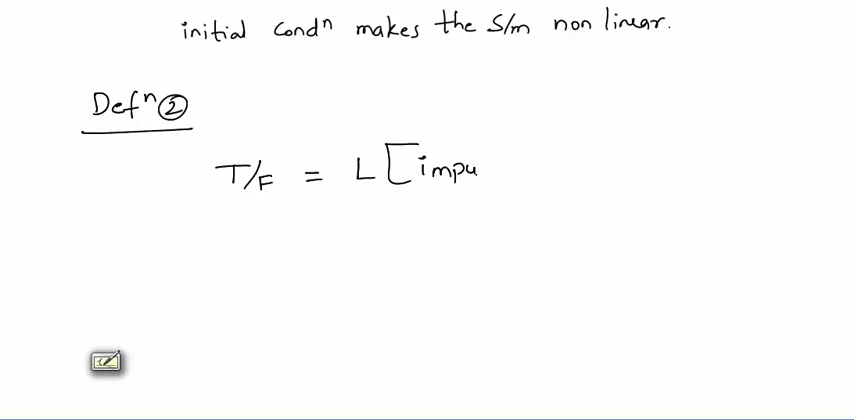 initial condⁿ makes the S/m non linear.
Defⁿ ②
T/F = L [impu